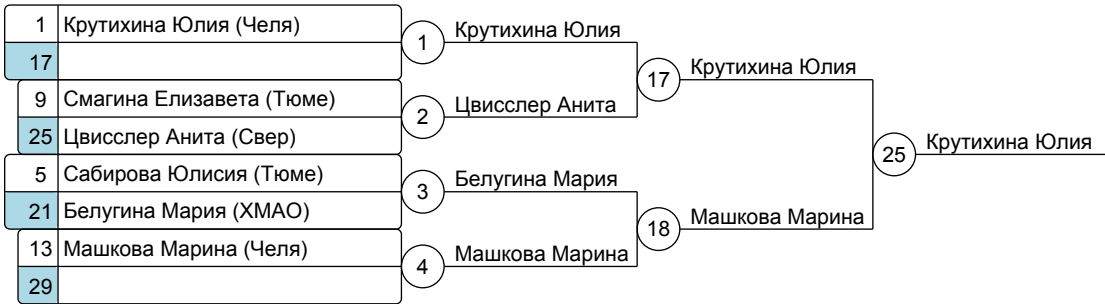 1 Крутихина Юлия (Челя)
17
9 Смагина Елизавета (Тюме)
25 Цвисслер Анита (Свер)
5 Сабирова Юлисия (Тюме)
21 Белугина Мария (ХМАО)
13 Машкова Марина (Челя)
29
1 Крутихина Юлия
2 Цвисслер Анита
3 Белугина Мария
4 Машкова Марина
17 Крутихина Юлия
18 Машкова Марина
25 Крутихина Юлия